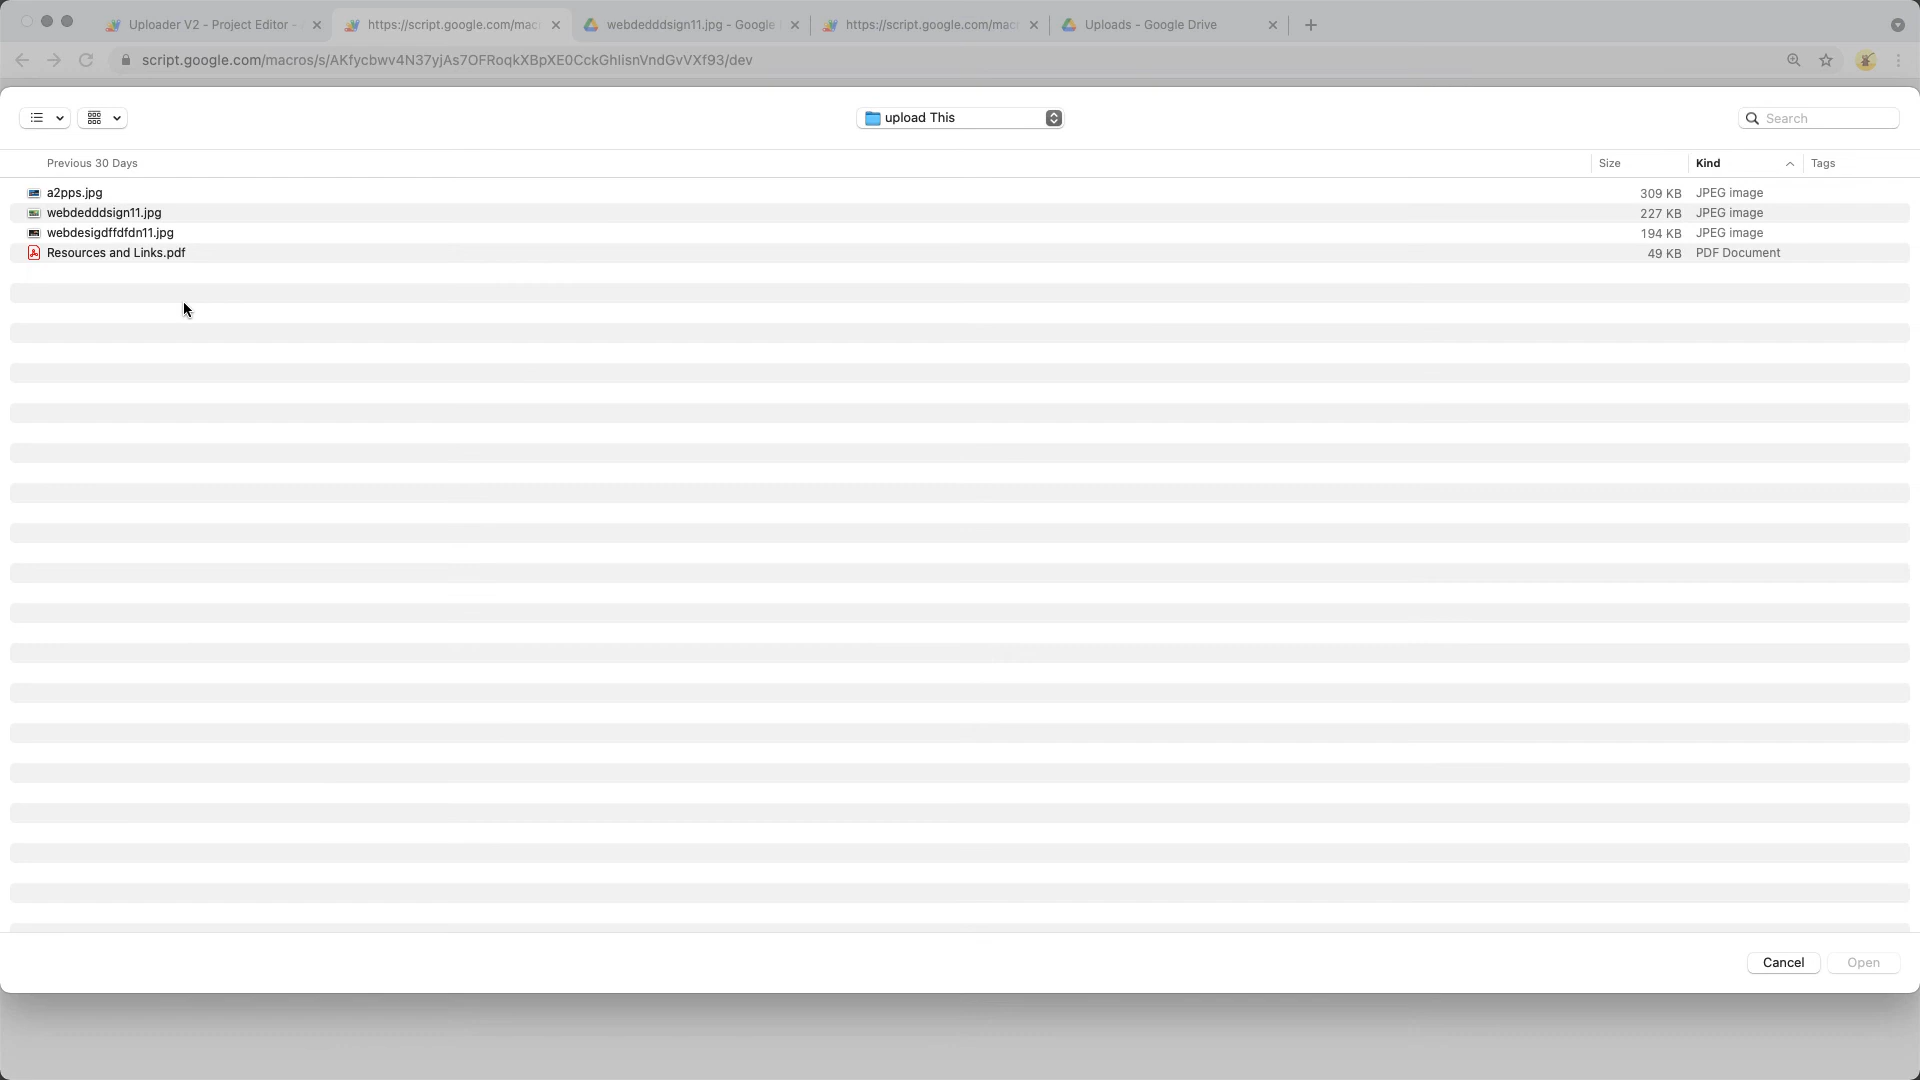 Uploader V2 - Project Editor -
https://script.google.com/mac
webdedddsign11.jpg - Google
https://script.google.com/macr
Uploads - Google Drive
script.google.com/macros/s/AKfycbwv4N37yjAs7OFRoqkXBpXE0CckGhlisnVndGvVXf93/dev
upload This
Search
Previous 30 Days Size Kind Tags
a2pps.jpg 309 KB JPEG image
webdedddsign11.jpg 227 KB JPEG image
webdesigdffdfdn11.jpg 194 KB JPEG image
Resources and Links.pdf 49 KB PDF Document
Cancel Open